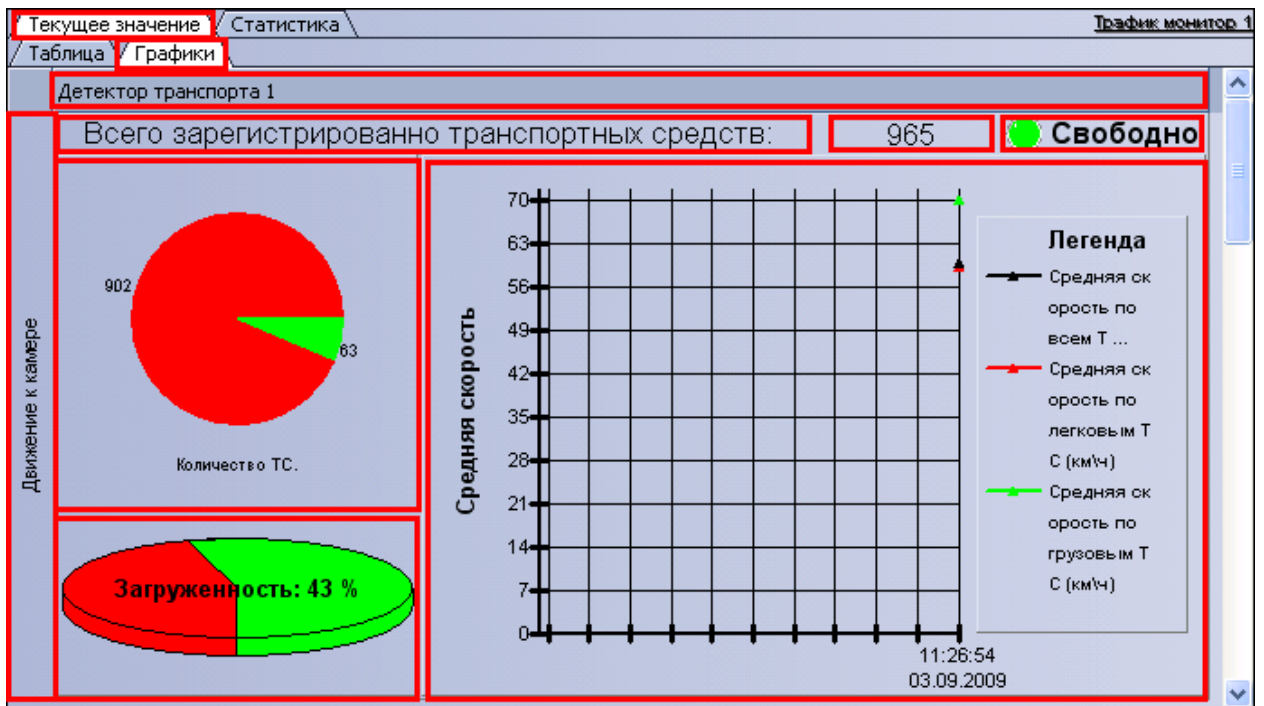 Текущее значение Статистика Трафик монитор 1
Таблица Графики
Детектор транспорта 1
Всего зарегистрированно транспортных средств: 965 Свободно
Движение к камере
902
63
Количество ТС.
Загруженность: 43 %
Средняя скорость
70
63
56
49
42
35
28
21
14
7
0
11:26:54
03.09.2009
Легенда
Средняя ск
орость по
всем Т ...
Средняя ск
орость по
легковым Т
С (км\ч)
Средняя ск
орость по
грузовым Т
С (км\ч)